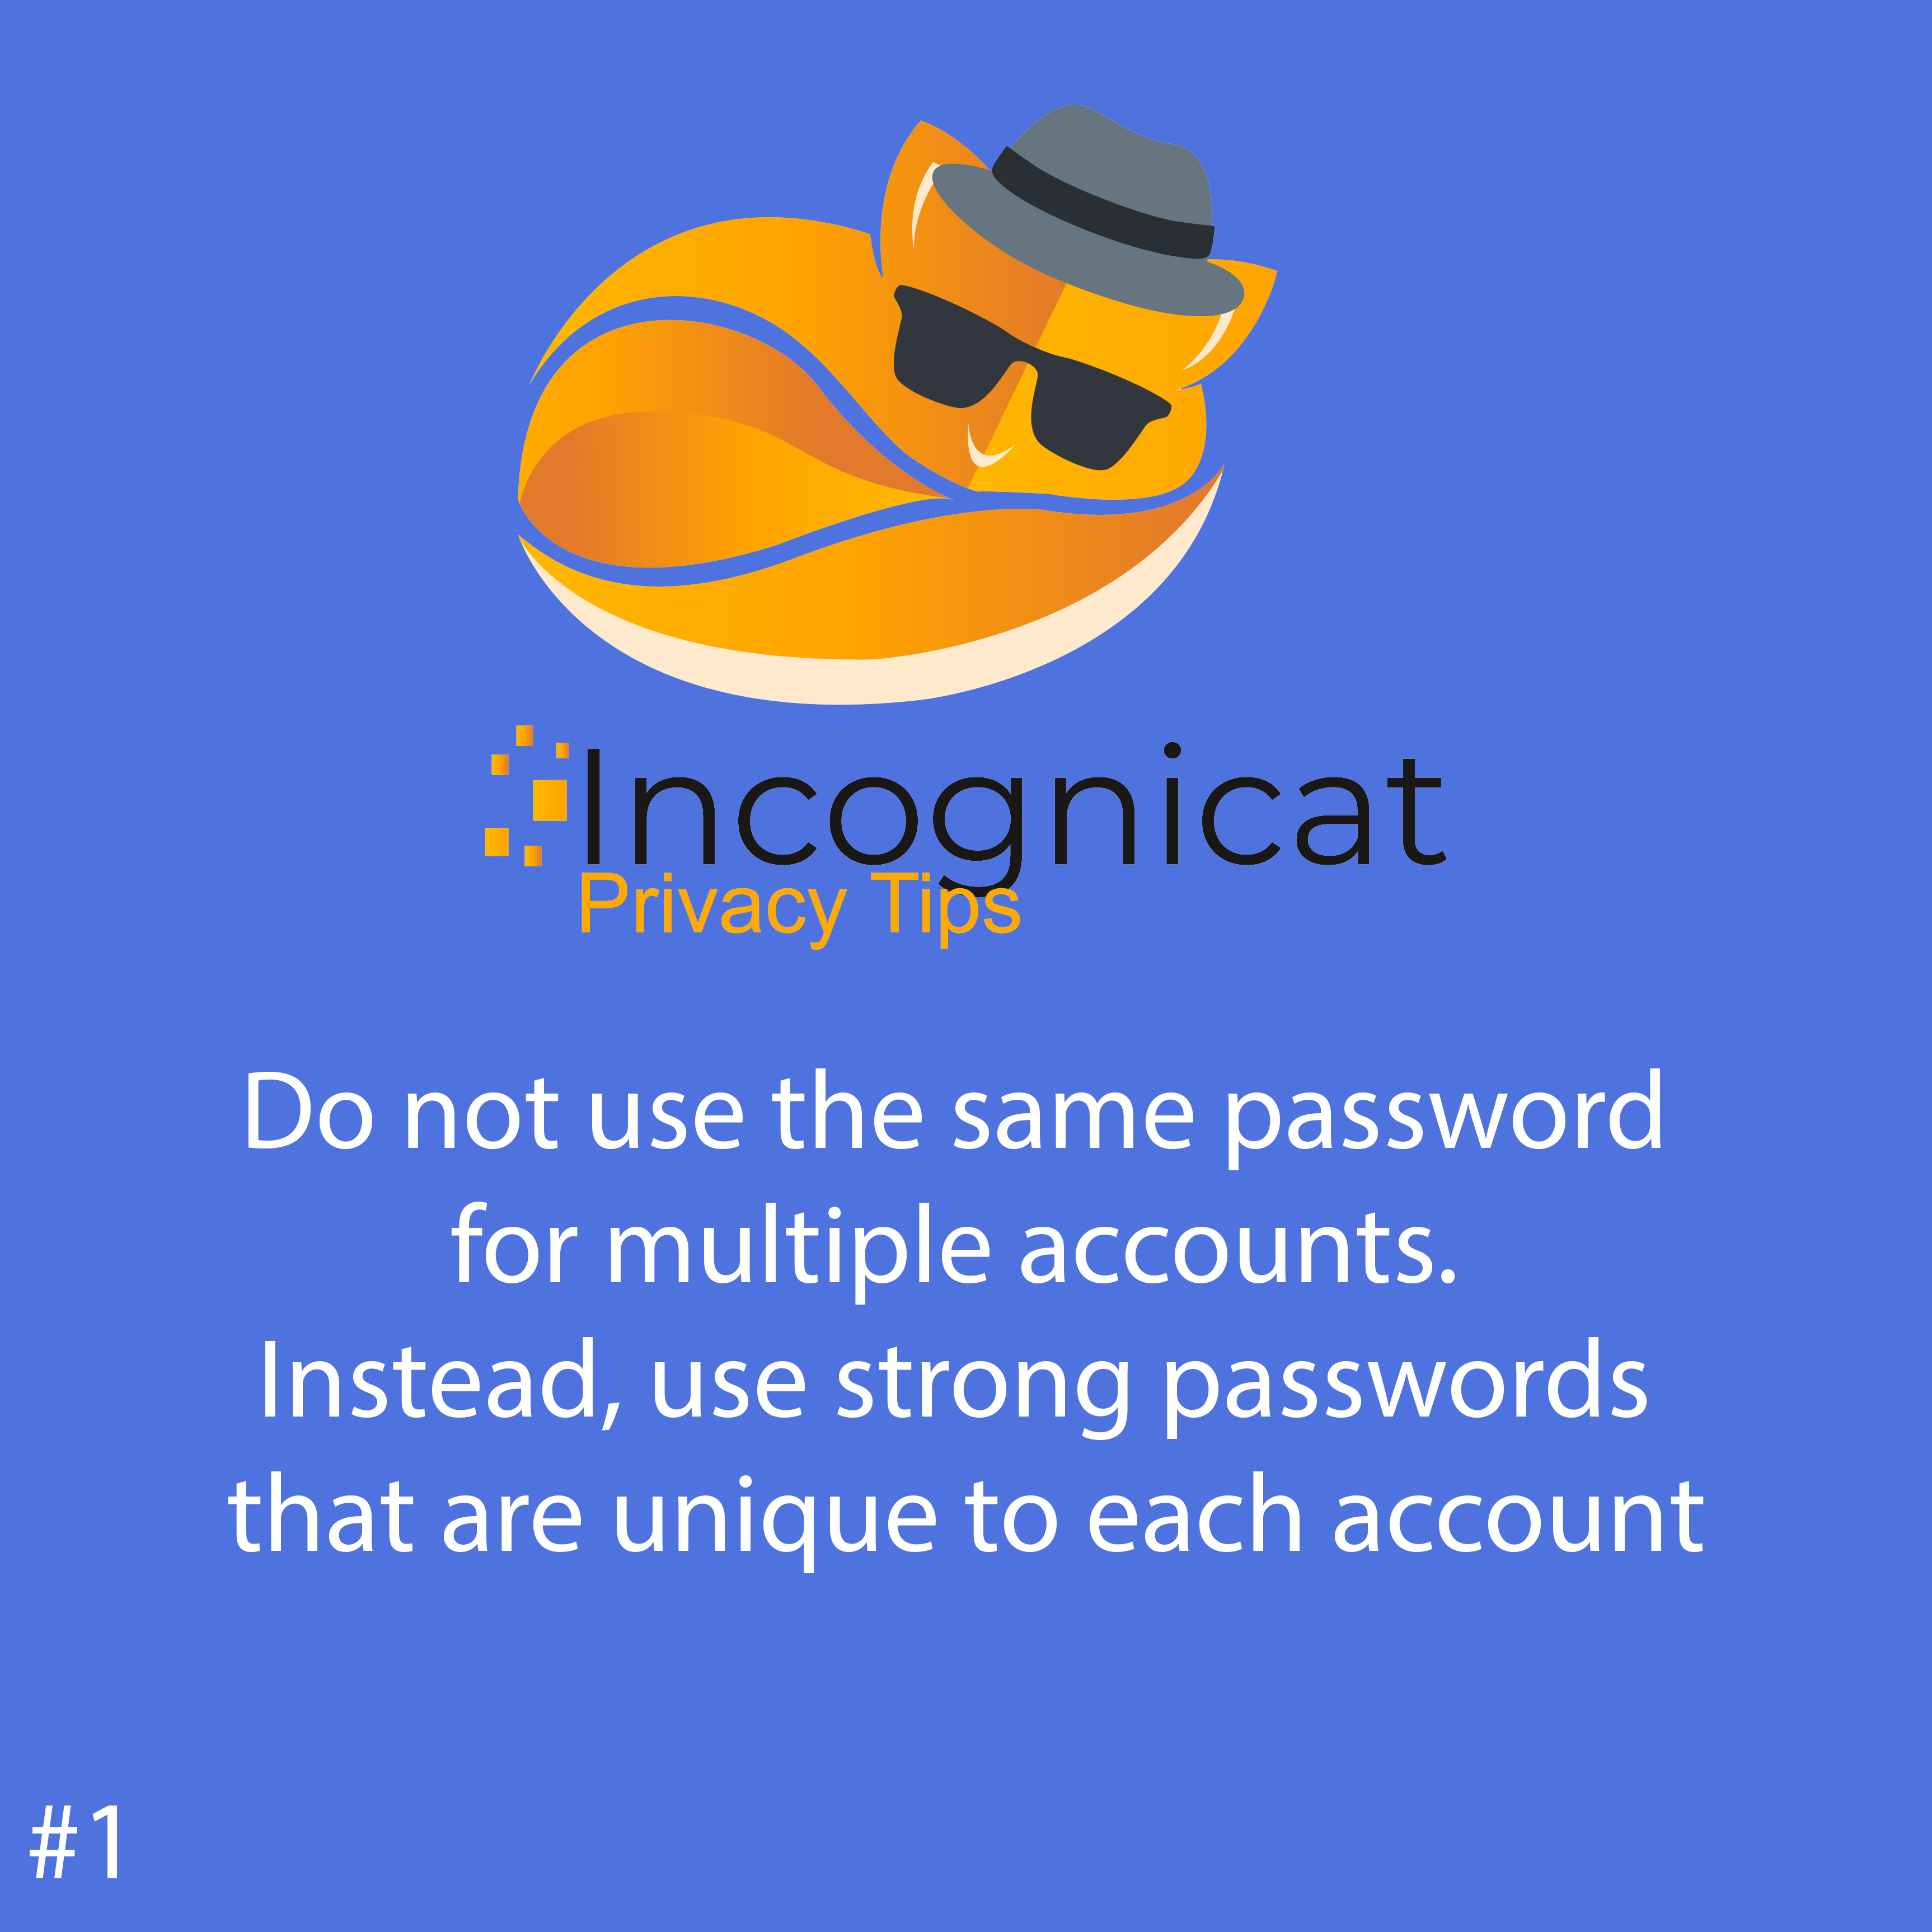 Incognicat
Privacy Tips
Do not use the same password
for multiple accounts.
Instead, use strong passwords
that are unique to each account
#1